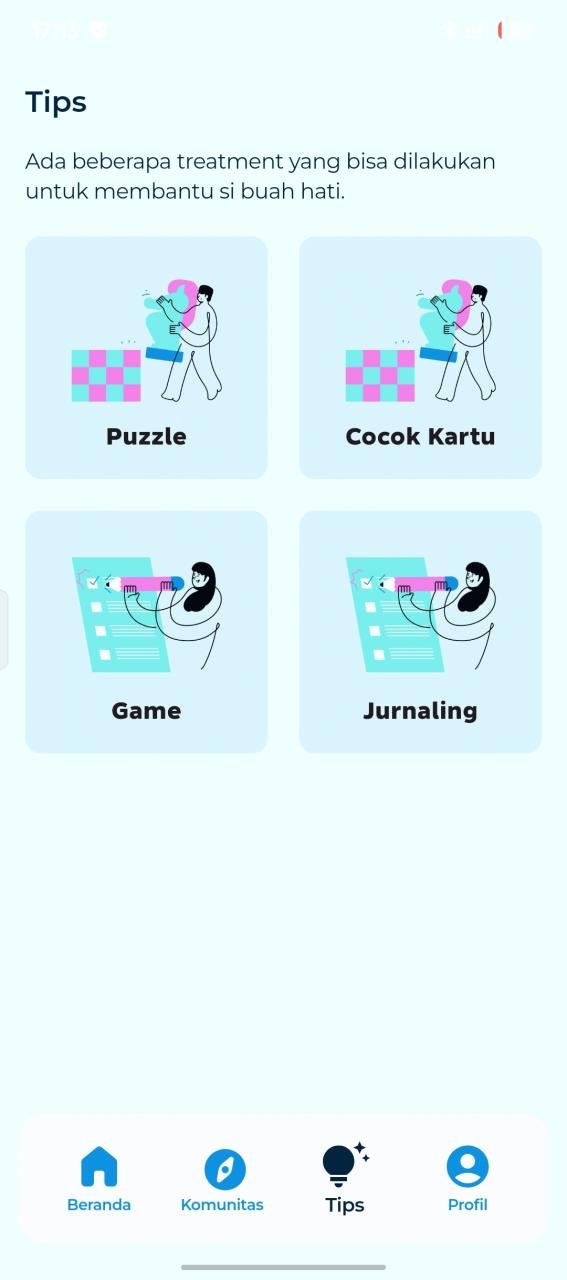 Tips
Ada beberapa treatment yang bisa dilakukan
untuk membantu si buah hati.
Puzzle
Cocok Kartu
Game
Jurnaling
Beranda
Komunitas
Tips
Profil